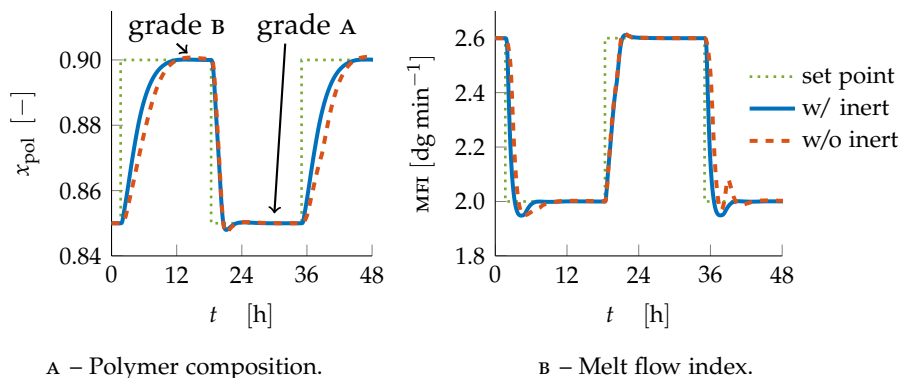 grade B grade A
0.90
0.88
0.86
0.84
x_pol [−]
0 12 24 36 48
t [h]
A – Polymer composition.
2.6
2.4
2.2
2.0
1.8
MFI [dg min⁻¹]
0 12 24 36 48
t [h]
B – Melt flow index.
set point
w/ inert
w/o inert